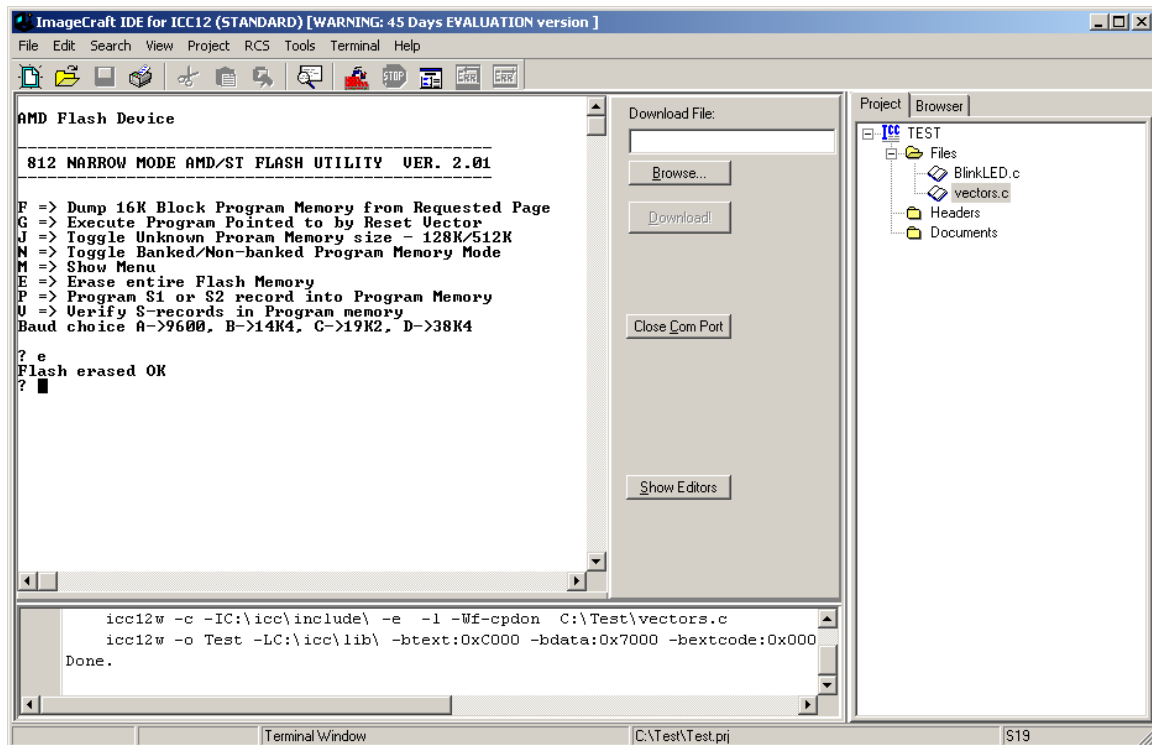 ImageCraft IDE for ICC12 (STANDARD) [WARNING: 45 Days EVALUATION version ]
File Edit Search View Project RCS Tools Terminal Help
STOP ERR ERR
AMD Flash Device
812 NARROW MODE AMD/ST FLASH UTILITY VER. 2.01
F => Dump 16K Block Program Memory from Requested Page
G => Execute Program Pointed to by Reset Vector
J => Toggle Unknown Proram Memory size - 128K/512K
N => Toggle Banked/Non-banked Program Memory Mode
M => Show Menu
E => Erase entire Flash Memory
P => Program S1 or S2 record into Program Memory
V => Verify S-records in Program memory
Baud choice A->9600, B->14K4, C->19K2, D->38K4
? e
Flash erased OK
?
Download File:
Browse...
Download!
Close Com Port
Show Editors
Project Browser
ICC TEST
Files
BlinkLED.c
vectors.c
Headers
Documents
icc12w -c -IC:\icc\include\ -e -l -Wf-cpdon C:\Test\vectors.c
icc12w -o Test -LC:\icc\lib\ -btext:0xC000 -bdata:0x7000 -bextcode:0x000
Done.
Terminal Window C:\Test\Test.prj S19